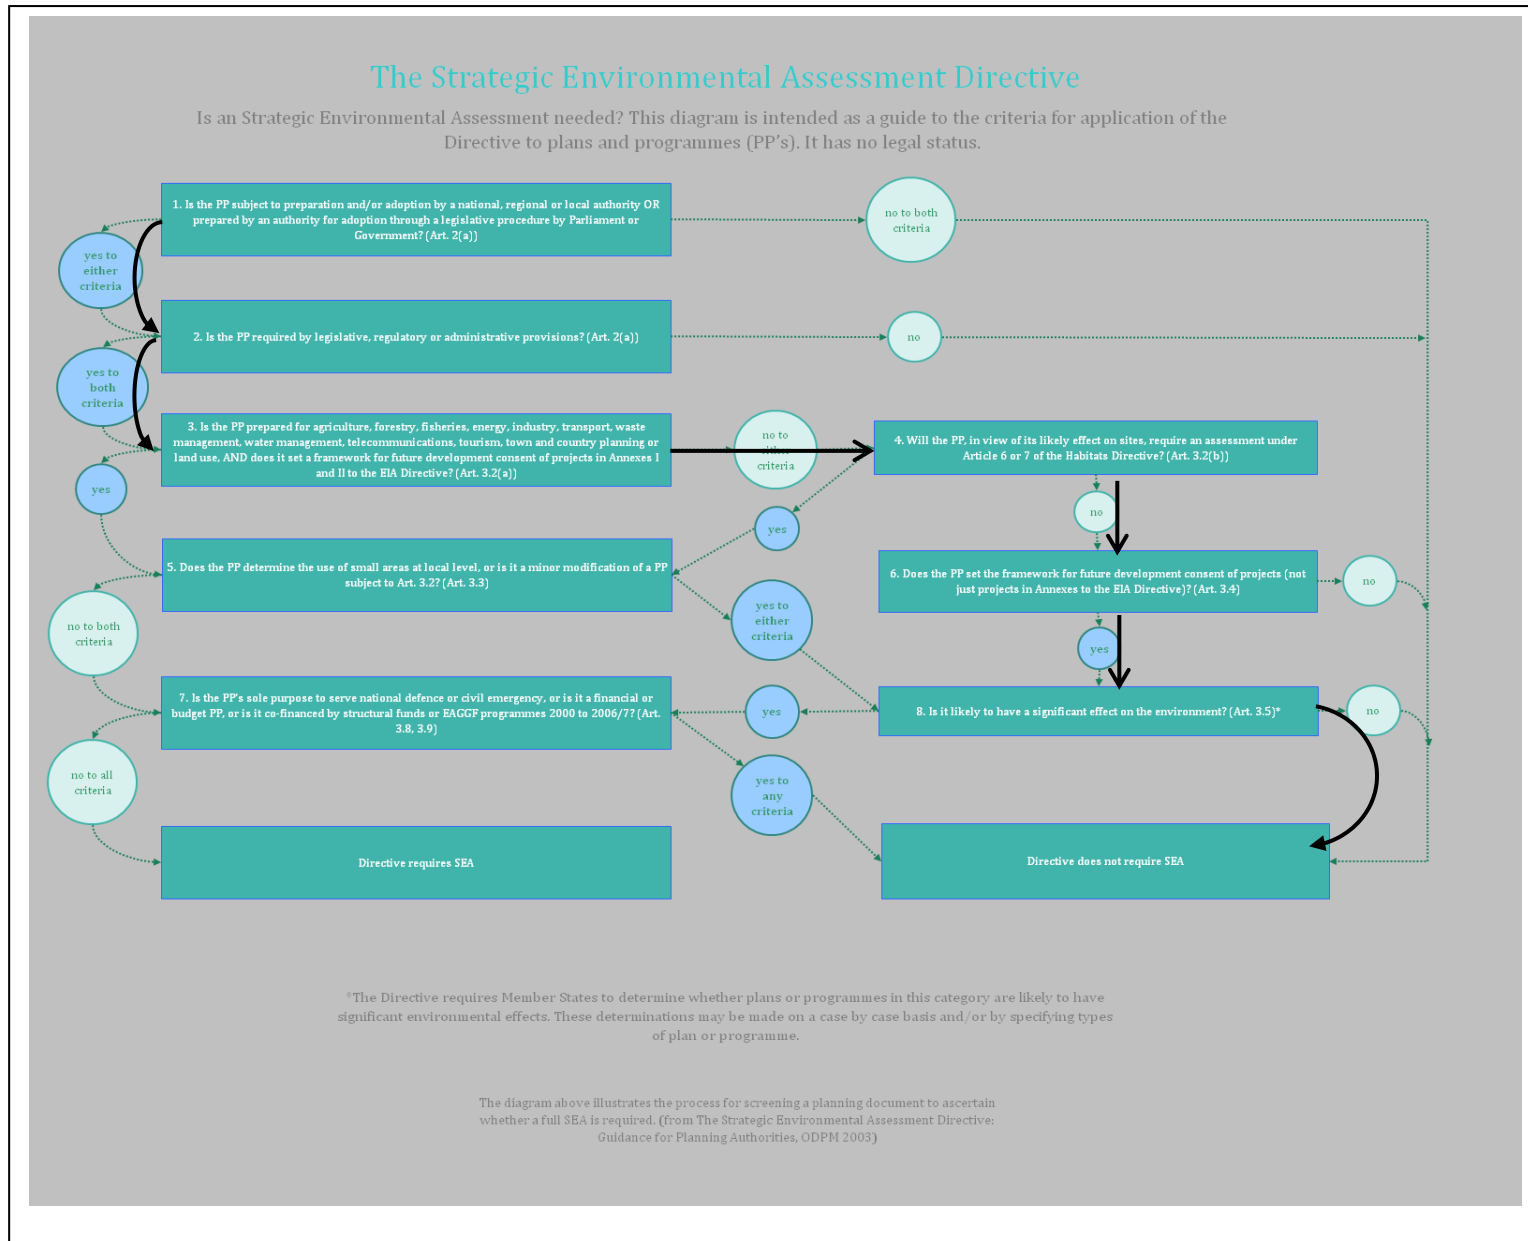 The Strategic Environmental Assessment Directive
Is an Strategic Environmental Assessment needed? This diagram is intended as a guide to the criteria for application of the
Directive to plans and programmes (PP's). It has no legal status.
1. Is the PP subject to preparation and/or adoption by a national, regional or local authority OR
prepared by an authority for adoption through a legislative procedure by Parliament or
Government? (Art. 2(a))
no to both
criteria
yes to
either
criteria
2. Is the PP required by legislative, regulatory or administrative provisions? (Art. 2(a))
no
yes to
both
criteria
3. Is the PP prepared for agriculture, forestry, fisheries, energy, industry, transport, waste
management, water management, telecommunications, tourism, town and country planning or
land use, AND does it set a framework for future development consent of projects in Annexes I
and II to the EIA Directive? (Art. 3.2(a))
no to
either
criteria
4. Will the PP, in view of its likely effect on sites, require an assessment under
Article 6 or 7 of the Habitats Directive? (Art. 3.2(b))
yes
no
yes
5. Does the PP determine the use of small areas at local level, or is it a minor modification of a PP
subject to Art. 3.2? (Art. 3.3)
6. Does the PP set the framework for future development consent of projects (not
just projects in Annexes to the EIA Directive)? (Art. 3.4)
no
no to both
criteria
yes to
either
criteria
yes
7. Is the PP's sole purpose to serve national defence or civil emergency, or is it a financial or
budget PP, or is it co-financed by structural funds or EAGGF programmes 2000 to 2006/7? (Art.
3.8, 3.9)
yes
8. Is it likely to have a significant effect on the environment? (Art. 3.5)*
no
no to all
criteria
yes to
any
criteria
Directive requires SEA
Directive does not require SEA
*The Directive requires Member States to determine whether plans or programmes in this category are likely to have
significant environmental effects. These determinations may be made on a case by case basis and/or by specifying types
of plan or programme.
The diagram above illustrates the process for screening a planning document to ascertain
whether a full SEA is required. (from The Strategic Environmental Assessment Directive:
Guidance for Planning Authorities, ODPM 2003)